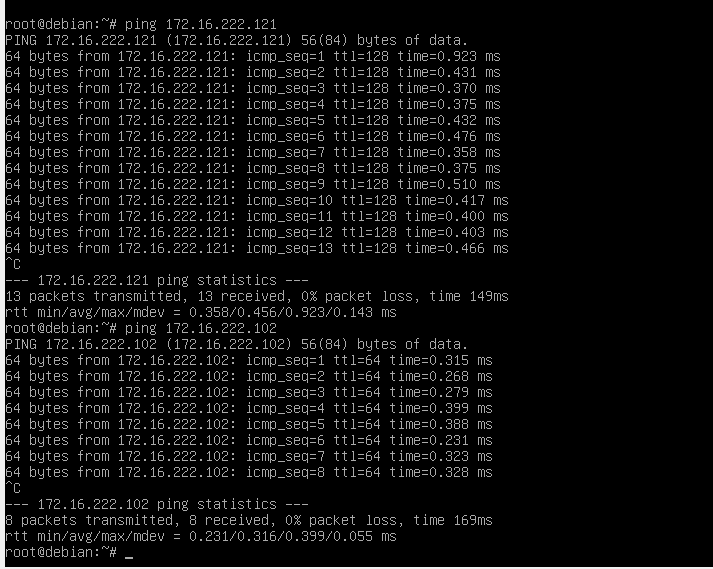 root@debian:~# ping 172.16.222.121
PING 172.16.222.121 (172.16.222.121) 56(84) bytes of data.
64 bytes from 172.16.222.121: icmp_seq=1 ttl=128 time=0.923 ms
64 bytes from 172.16.222.121: icmp_seq=2 ttl=128 time=0.431 ms
64 bytes from 172.16.222.121: icmp_seq=3 ttl=128 time=0.370 ms
64 bytes from 172.16.222.121: icmp_seq=4 ttl=128 time=0.375 ms
64 bytes from 172.16.222.121: icmp_seq=5 ttl=128 time=0.432 ms
64 bytes from 172.16.222.121: icmp_seq=6 ttl=128 time=0.476 ms
64 bytes from 172.16.222.121: icmp_seq=7 ttl=128 time=0.358 ms
64 bytes from 172.16.222.121: icmp_seq=8 ttl=128 time=0.375 ms
64 bytes from 172.16.222.121: icmp_seq=9 ttl=128 time=0.510 ms
64 bytes from 172.16.222.121: icmp_seq=10 ttl=128 time=0.417 ms
64 bytes from 172.16.222.121: icmp_seq=11 ttl=128 time=0.400 ms
64 bytes from 172.16.222.121: icmp_seq=12 ttl=128 time=0.403 ms
64 bytes from 172.16.222.121: icmp_seq=13 ttl=128 time=0.466 ms
^C
--- 172.16.222.121 ping statistics ---
13 packets transmitted, 13 received, 0% packet loss, time 149ms
rtt min/avg/max/mdev = 0.358/0.456/0.923/0.143 ms
root@debian:~# ping 172.16.222.102
PING 172.16.222.102 (172.16.222.102) 56(84) bytes of data.
64 bytes from 172.16.222.102: icmp_seq=1 ttl=64 time=0.315 ms
64 bytes from 172.16.222.102: icmp_seq=2 ttl=64 time=0.268 ms
64 bytes from 172.16.222.102: icmp_seq=3 ttl=64 time=0.279 ms
64 bytes from 172.16.222.102: icmp_seq=4 ttl=64 time=0.399 ms
64 bytes from 172.16.222.102: icmp_seq=5 ttl=64 time=0.388 ms
64 bytes from 172.16.222.102: icmp_seq=6 ttl=64 time=0.231 ms
64 bytes from 172.16.222.102: icmp_seq=7 ttl=64 time=0.323 ms
64 bytes from 172.16.222.102: icmp_seq=8 ttl=64 time=0.328 ms
^C
--- 172.16.222.102 ping statistics ---
8 packets transmitted, 8 received, 0% packet loss, time 169ms
rtt min/avg/max/mdev = 0.231/0.316/0.399/0.055 ms
root@debian:~# _